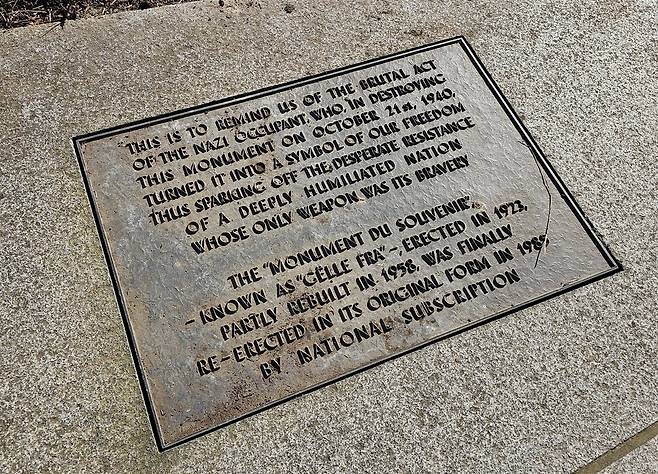 THIS IS TO REMIND US OF THE BRUTAL ACT
OF THE NAZI OCCUPANT, WHO, IN DESTROYING
THIS MONUMENT ON OCTOBER 21st, 1940,
TURNED IT INTO A SYMBOL OF OUR FREEDOM
THUS SPARKING OFF THE DESPERATE RESISTANCE
OF A DEEPLY HUMILIATED NATION
WHOSE ONLY WEAPON WAS ITS BRAVERY
THE "MONUMENT DU SOUVENIR",
- KNOWN AS "GËLLE FRA" -, ERECTED IN 1923,
PARTLY REBUILT IN 1958, WAS FINALLY
RE-ERECTED IN ITS ORIGINAL FORM IN 1985
BY NATIONAL SUBSCRIPTION